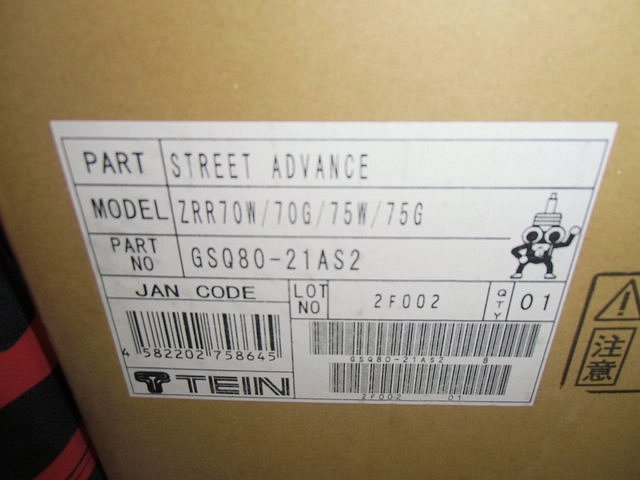 PART STREET ADVANCE
MODEL ZRR70W/70G/75W/75G
PART NO GSQ80-21AS2
JAN CODE
LOT NO 2F002 QTY 01
4 582202 758645
GSQ80-21AS2 8
TEIN
2F002 01
注意